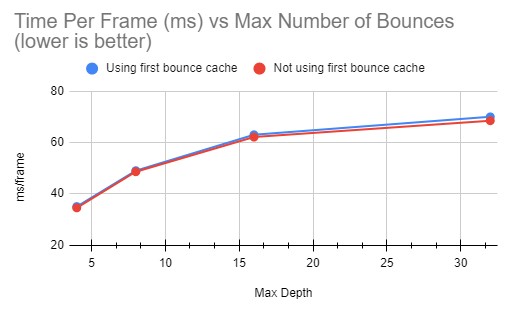 Time Per Frame (ms) vs Max Number of Bounces
(lower is better)
Using first bounce cache
Not using first bounce cache
80
60
40
20
ms/frame
5
10
15
20
25
30
Max Depth